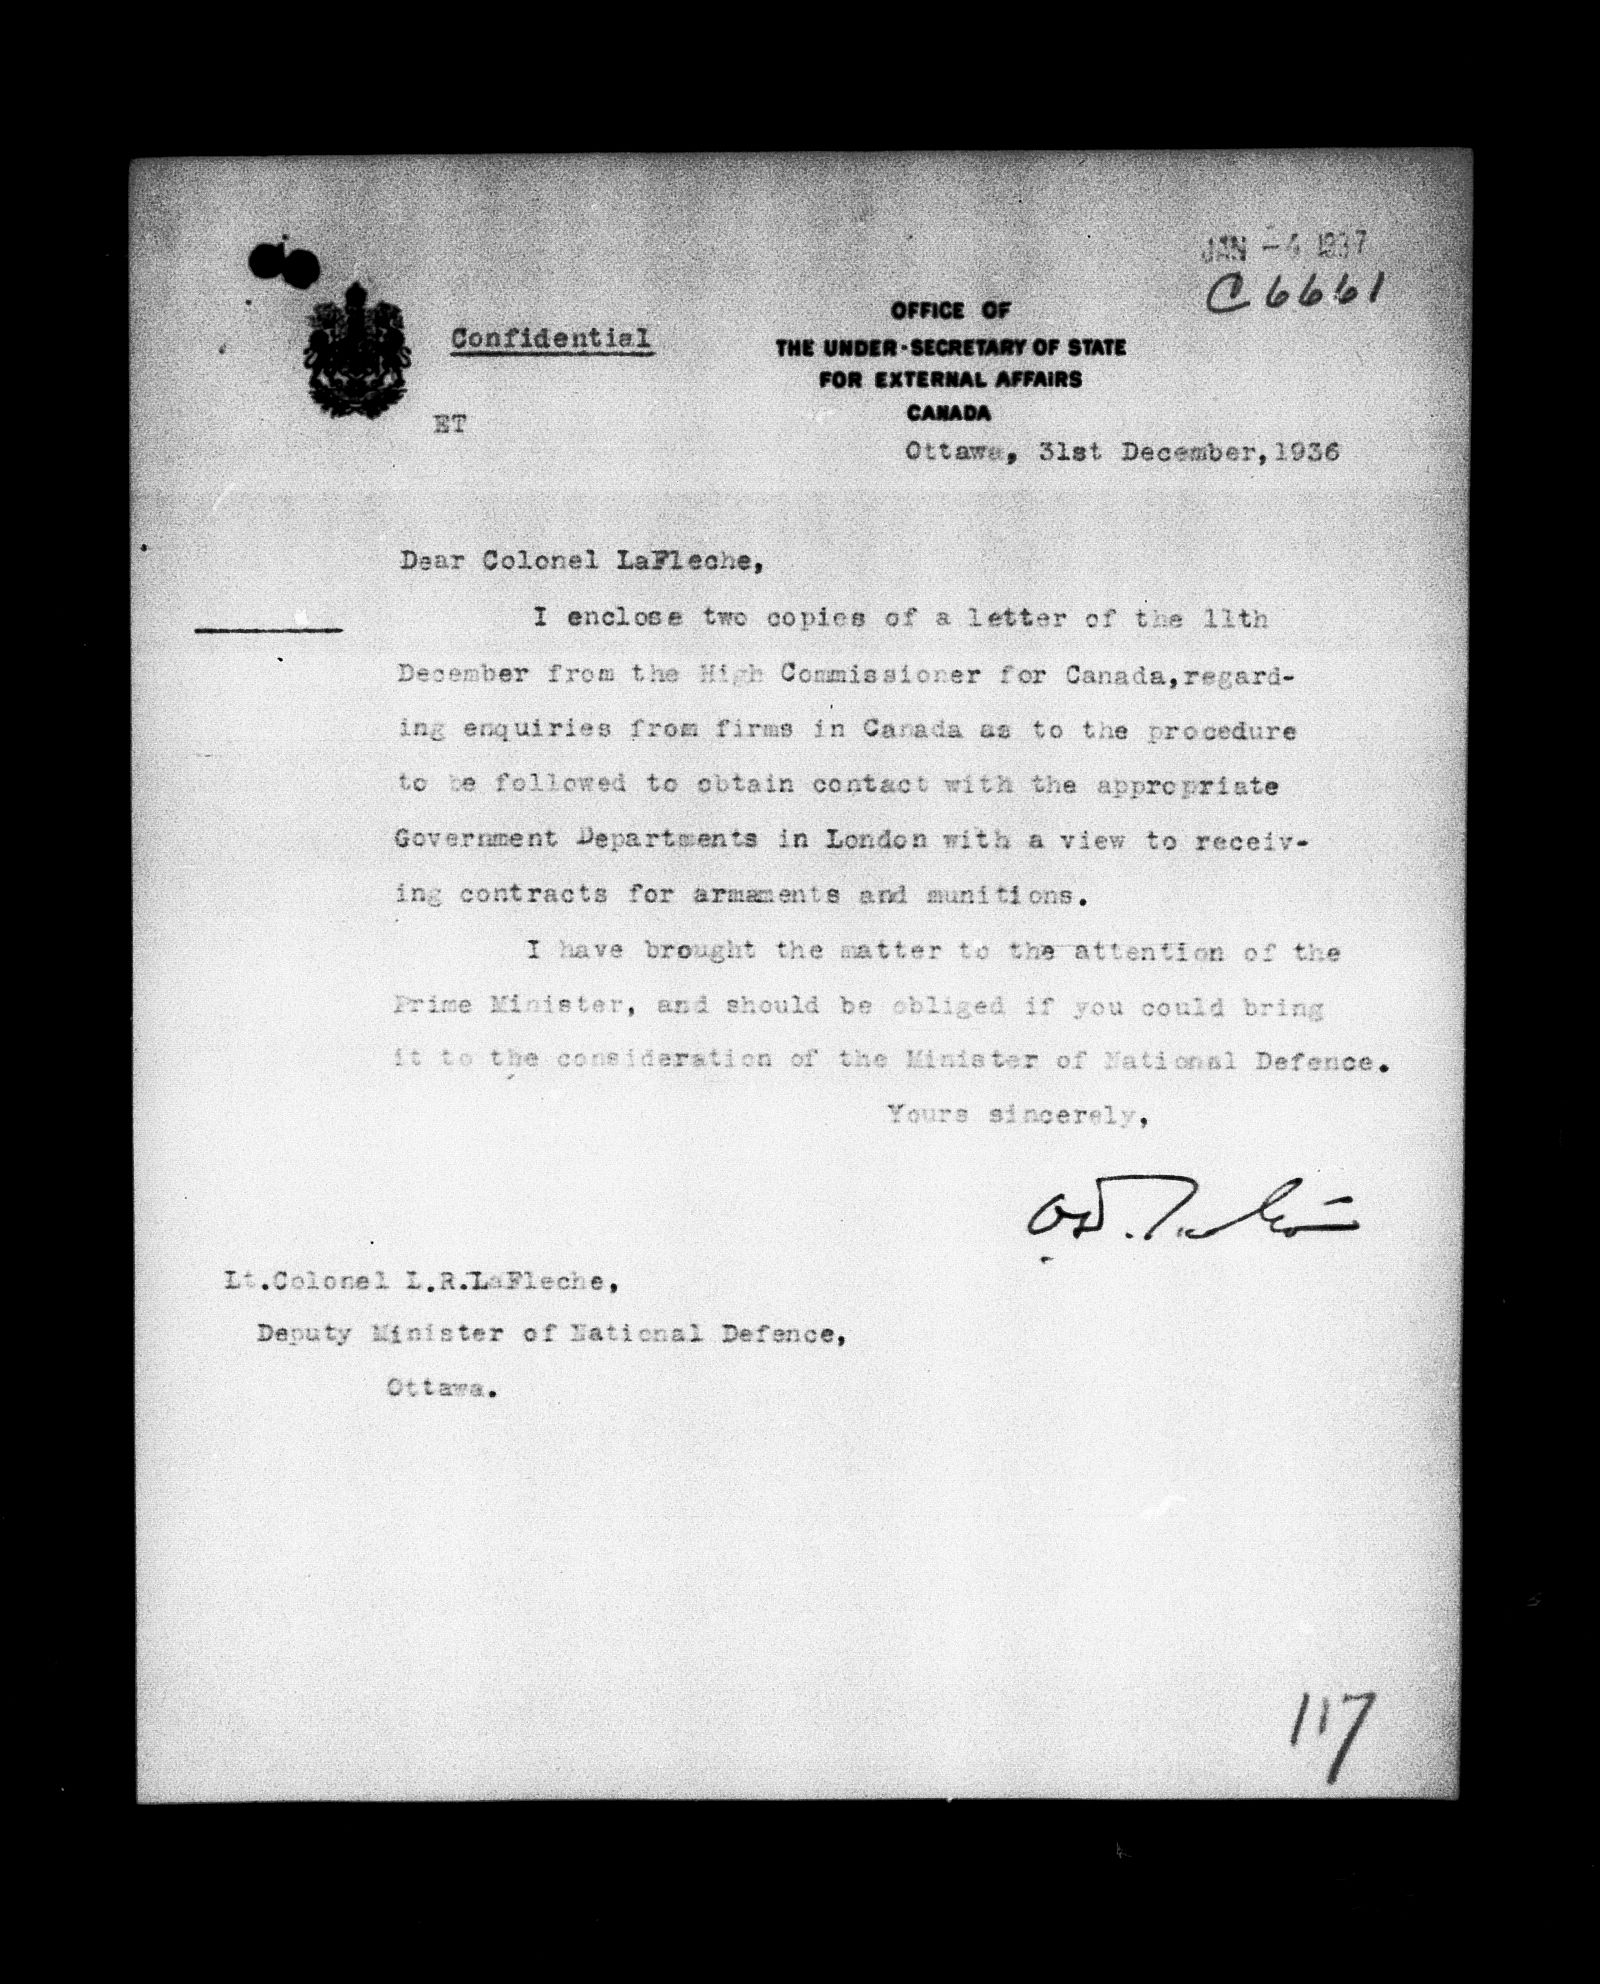 JAN -4 1937
C 6661
Confidential
OFFICE OF
THE UNDER-SECRETARY OF STATE
FOR EXTERNAL AFFAIRS
CANADA
ET
Ottawa, 31st December, 1936
Dear Colonel LaFleche,
I enclose two copies of a letter of the 11th
December from the High Commissioner for Canada, regard-
ing enquiries from firms in Canada as to the procedure
to be followed to obtain contact with the appropriate
Government Departments in London with a view to receiv-
ing contracts for armaments and munitions.
I have brought the matter to the attention of the
Prime Minister, and should be obliged if you could bring
it to the consideration of the Minister of National Defence.
Yours sincerely,
Lt.Colonel L.R.LaFleche,
Deputy Minister of National Defence,
Ottawa.
117